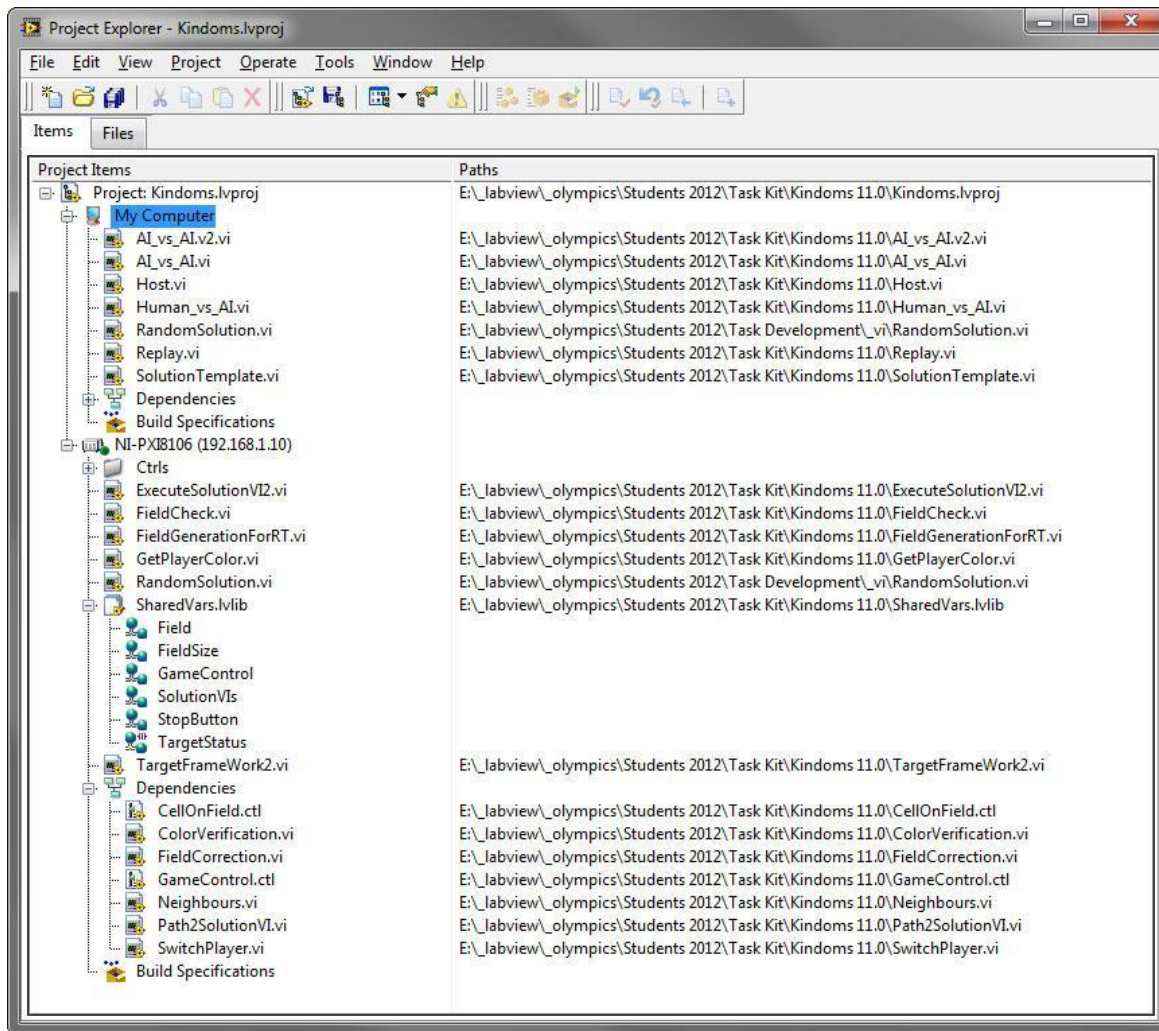 Project Explorer - Kindoms.lvproj
File Edit View Project Operate Tools Window Help
Items Files
Project Items Paths
Project: Kindoms.lvproj E:\_labview\_olympics\Students 2012\Task Kit\Kindoms 11.0\Kindoms.lvproj
My Computer
AI_vs_AI.v2.vi E:\_labview\_olympics\Students 2012\Task Kit\Kindoms 11.0\AI_vs_AI.v2.vi
AI_vs_AI.vi E:\_labview\_olympics\Students 2012\Task Kit\Kindoms 11.0\AI_vs_AI.vi
Host.vi E:\_labview\_olympics\Students 2012\Task Kit\Kindoms 11.0\Host.vi
Human_vs_AI.vi E:\_labview\_olympics\Students 2012\Task Kit\Kindoms 11.0\Human_vs_AI.vi
RandomSolution.vi E:\_labview\_olympics\Students 2012\Task Development\_vi\RandomSolution.vi
Replay.vi E:\_labview\_olympics\Students 2012\Task Kit\Kindoms 11.0\Replay.vi
SolutionTemplate.vi E:\_labview\_olympics\Students 2012\Task Kit\Kindoms 11.0\SolutionTemplate.vi
Dependencies
Build Specifications
NI-PXI8106 (192.168.1.10)
Ctrls
ExecuteSolutionVI2.vi E:\_labview\_olympics\Students 2012\Task Kit\Kindoms 11.0\ExecuteSolutionVI2.vi
FieldCheck.vi E:\_labview\_olympics\Students 2012\Task Kit\Kindoms 11.0\FieldCheck.vi
FieldGenerationForRT.vi E:\_labview\_olympics\Students 2012\Task Kit\Kindoms 11.0\FieldGenerationForRT.vi
GetPlayerColor.vi E:\_labview\_olympics\Students 2012\Task Kit\Kindoms 11.0\GetPlayerColor.vi
RandomSolution.vi E:\_labview\_olympics\Students 2012\Task Development\_vi\RandomSolution.vi
SharedVars.lvlib E:\_labview\_olympics\Students 2012\Task Kit\Kindoms 11.0\SharedVars.lvlib
Field
FieldSize
GameControl
SolutionVIs
StopButton
TargetStatus
TargetFrameWork2.vi E:\_labview\_olympics\Students 2012\Task Kit\Kindoms 11.0\TargetFrameWork2.vi
Dependencies
CellOnField.ctl E:\_labview\_olympics\Students 2012\Task Kit\Kindoms 11.0\CellOnField.ctl
ColorVerification.vi E:\_labview\_olympics\Students 2012\Task Kit\Kindoms 11.0\ColorVerification.vi
FieldCorrection.vi E:\_labview\_olympics\Students 2012\Task Kit\Kindoms 11.0\FieldCorrection.vi
GameControl.ctl E:\_labview\_olympics\Students 2012\Task Kit\Kindoms 11.0\GameControl.ctl
Neighbours.vi E:\_labview\_olympics\Students 2012\Task Kit\Kindoms 11.0\Neighbours.vi
Path2SolutionVI.vi E:\_labview\_olympics\Students 2012\Task Kit\Kindoms 11.0\Path2SolutionVI.vi
SwitchPlayer.vi E:\_labview\_olympics\Students 2012\Task Kit\Kindoms 11.0\SwitchPlayer.vi
Build Specifications